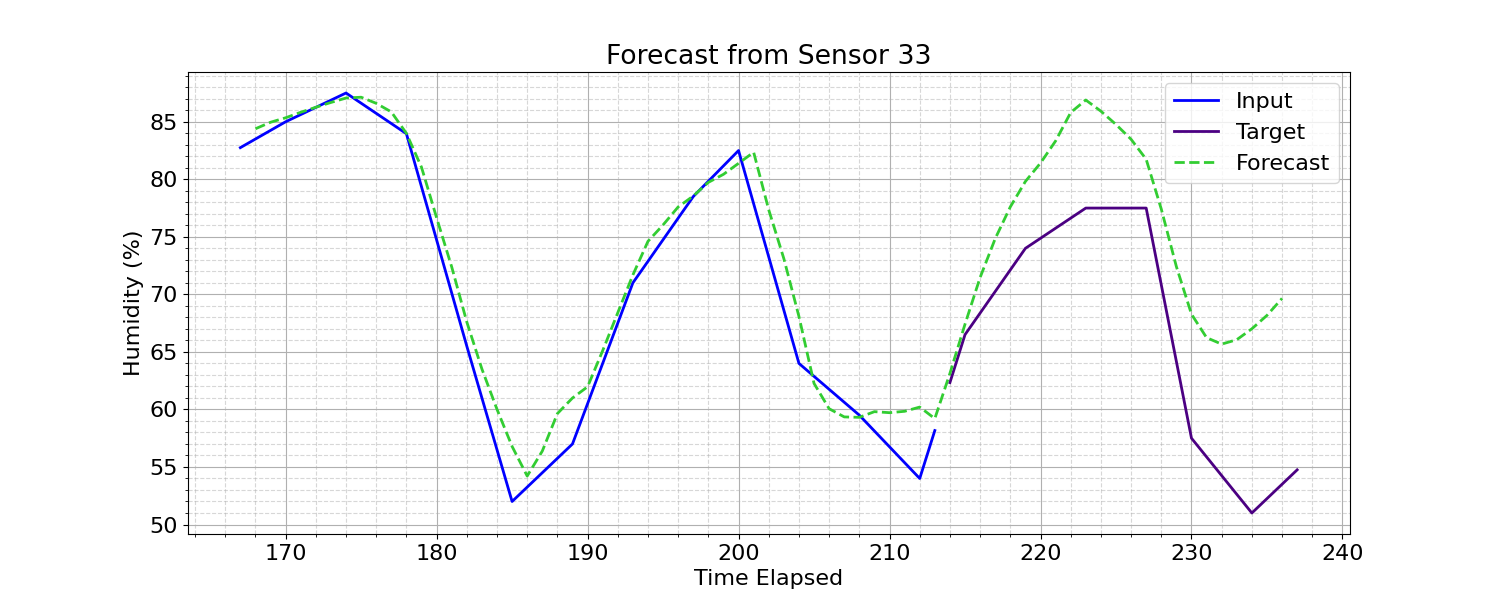 Forecast from Sensor 33
Humidity (%)
85
80
75
70
65
60
55
50
Input
Target
Forecast
170 180 190 200 210 220 230 240
Time Elapsed